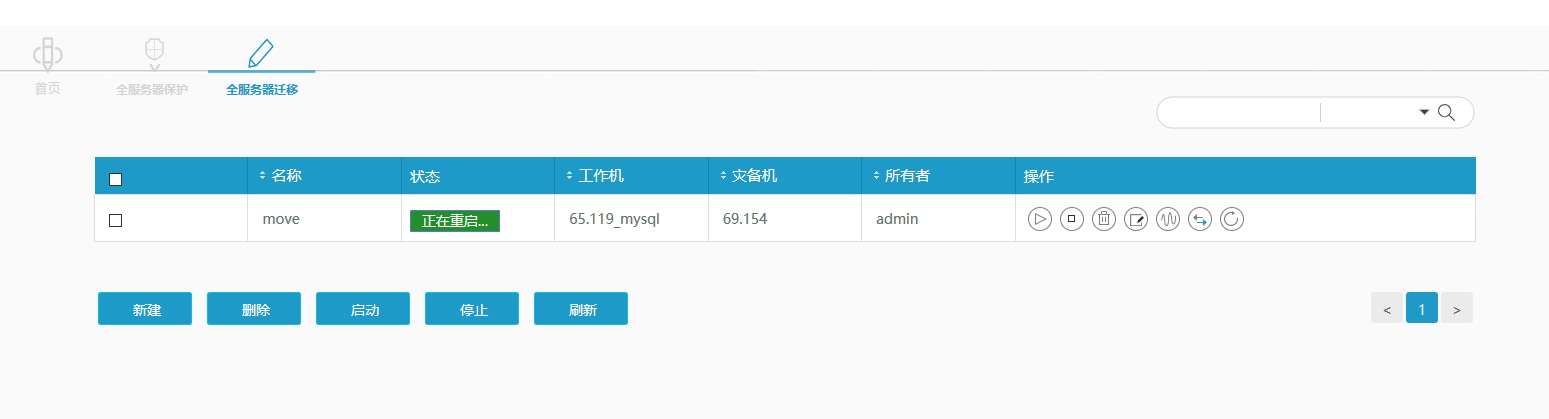 首页
全服务器保护
全服务器迁移
名称 状态 工作机 灾备机 所有者 操作
move 正在重启... 65.119_mysql 69.154 admin
新建 删除 启动 停止 刷新 < 1 >